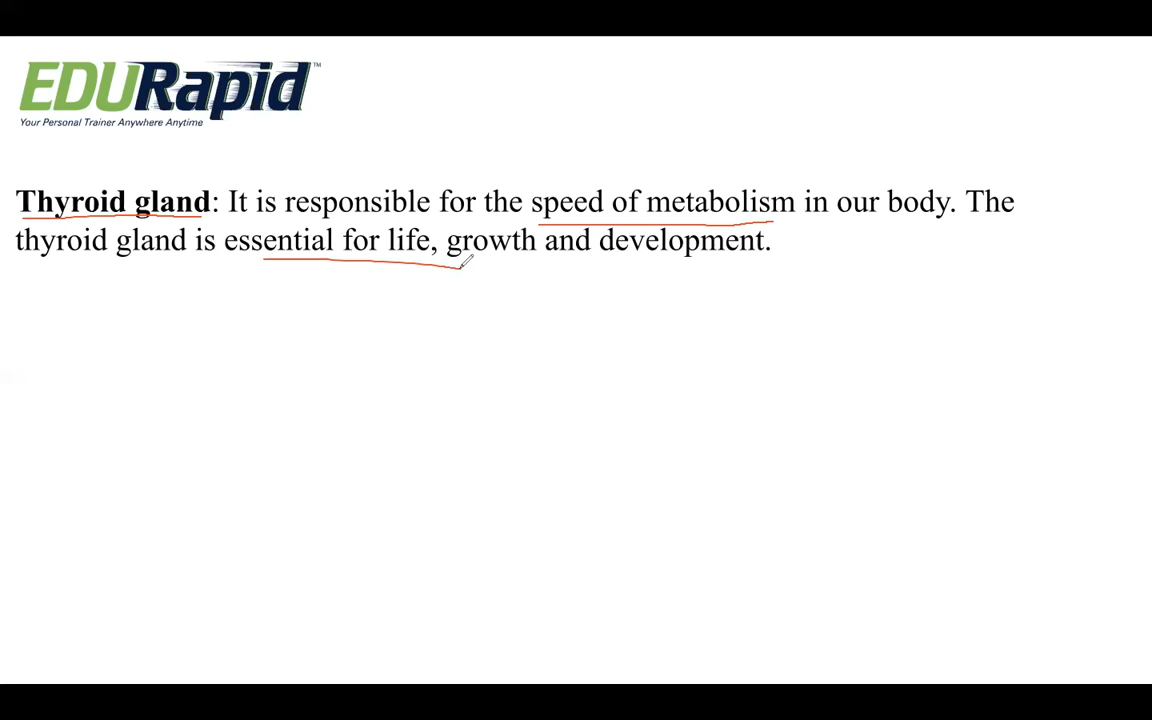 EDURapid™
Your Personal Trainer Anywhere Anytime
Thyroid gland: It is responsible for the speed of metabolism in our body. The
thyroid gland is essential for life, growth and development.